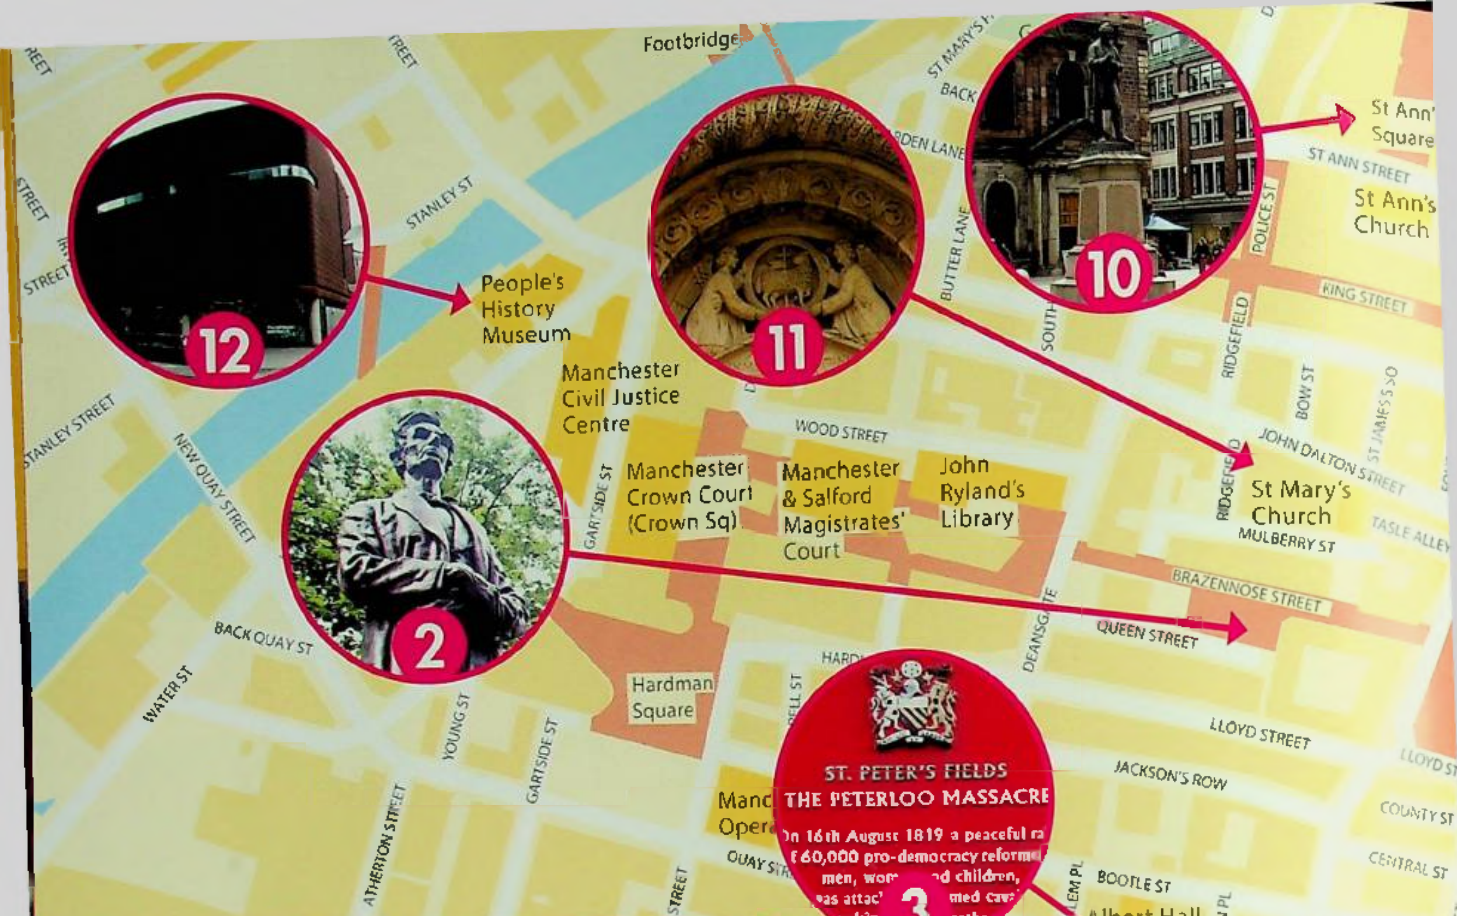 Footbridge
ST MARY'S
BACK
ST ANN STREET
St Ann'
Square
St Ann's
Church
STREET
STREET
STREET
STANLEY ST
BUTTER LANE
POLICE ST
KING STREET
10
12
11
People's
History
Museum
SOUTH
RIDGEFIELD
BOW ST
Manchester
Civil Justice
Centre
STANLEY STREET
NEW QUAY STREET
WOOD STREET
JOHN DALTON STREET
RIDGEFIELD
Manchester
Crown Court
(Crown Sq)
Manchester
& Salford
Magistrates'
Court
John
Ryland's
Library
St Mary's
Church
MULBERRY ST
TASLE ALLEY
GARTSIDE ST
BRAZENNOSE STREET
QUEEN STREET
DEANSGATE
2
BACK QUAY ST
WATER ST
Hardman
Square
YOUNG ST
GARTSIDE ST
LLOYD STREET
LLOYD ST
JACKSON'S ROW
COUNTY ST
CENTRAL ST
BOOTLE ST
Albert Hall
ATHERTON STREET
STREET
QUAY
ST. PETER'S FIELDS
THE PETERLOO MASSACRE
On 16th August 1819 a peaceful
60,000 pro-democracy
men, children,
3